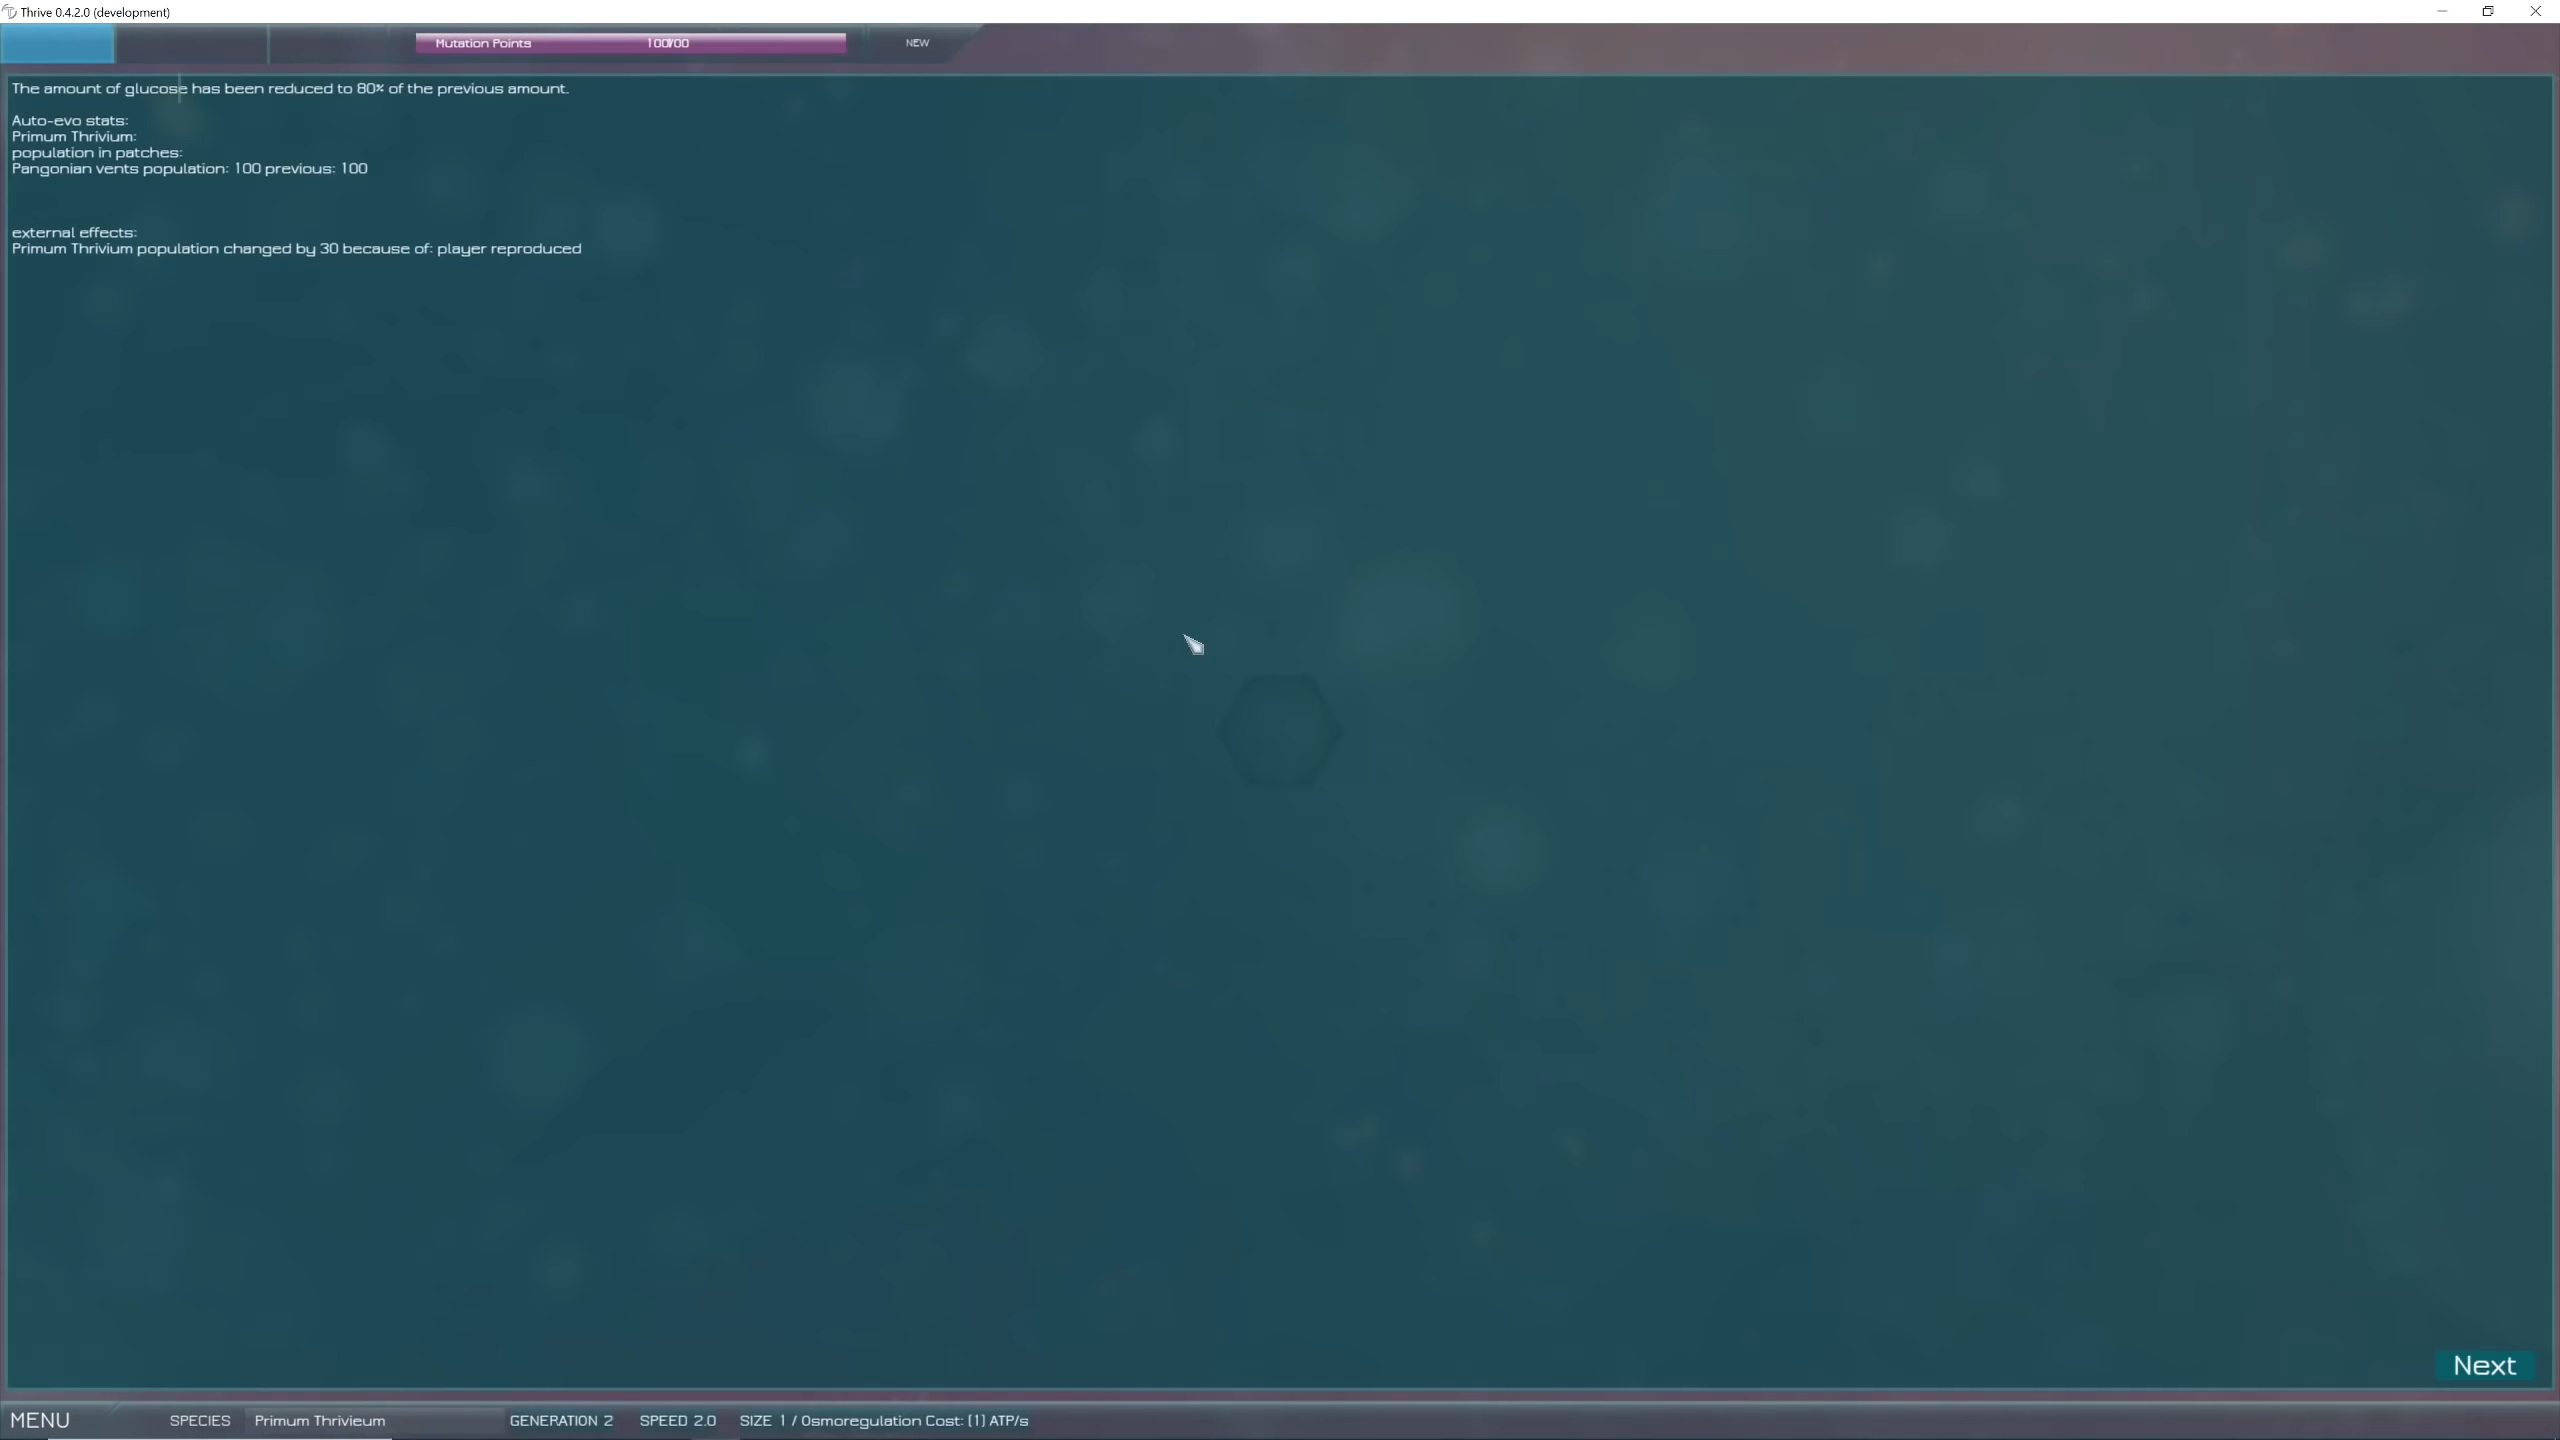 Thrive 0.4.2.0 (development)
Mutation Points 100/100 NEW
The amount of glucose has been reduced to 80% of the previous amount.
Auto-evo stats:
Primum Thrivium:
population in patches:
Pangonian vents population: 100 previous: 100
external effects:
Primum Thrivium population changed by 30 because of: player reproduced
Next
MENU SPECIES Primum Thrivieum GENERATION 2 SPEED 2.0 SIZE 1 / Osmoregulation Cost: (1) ATP/s